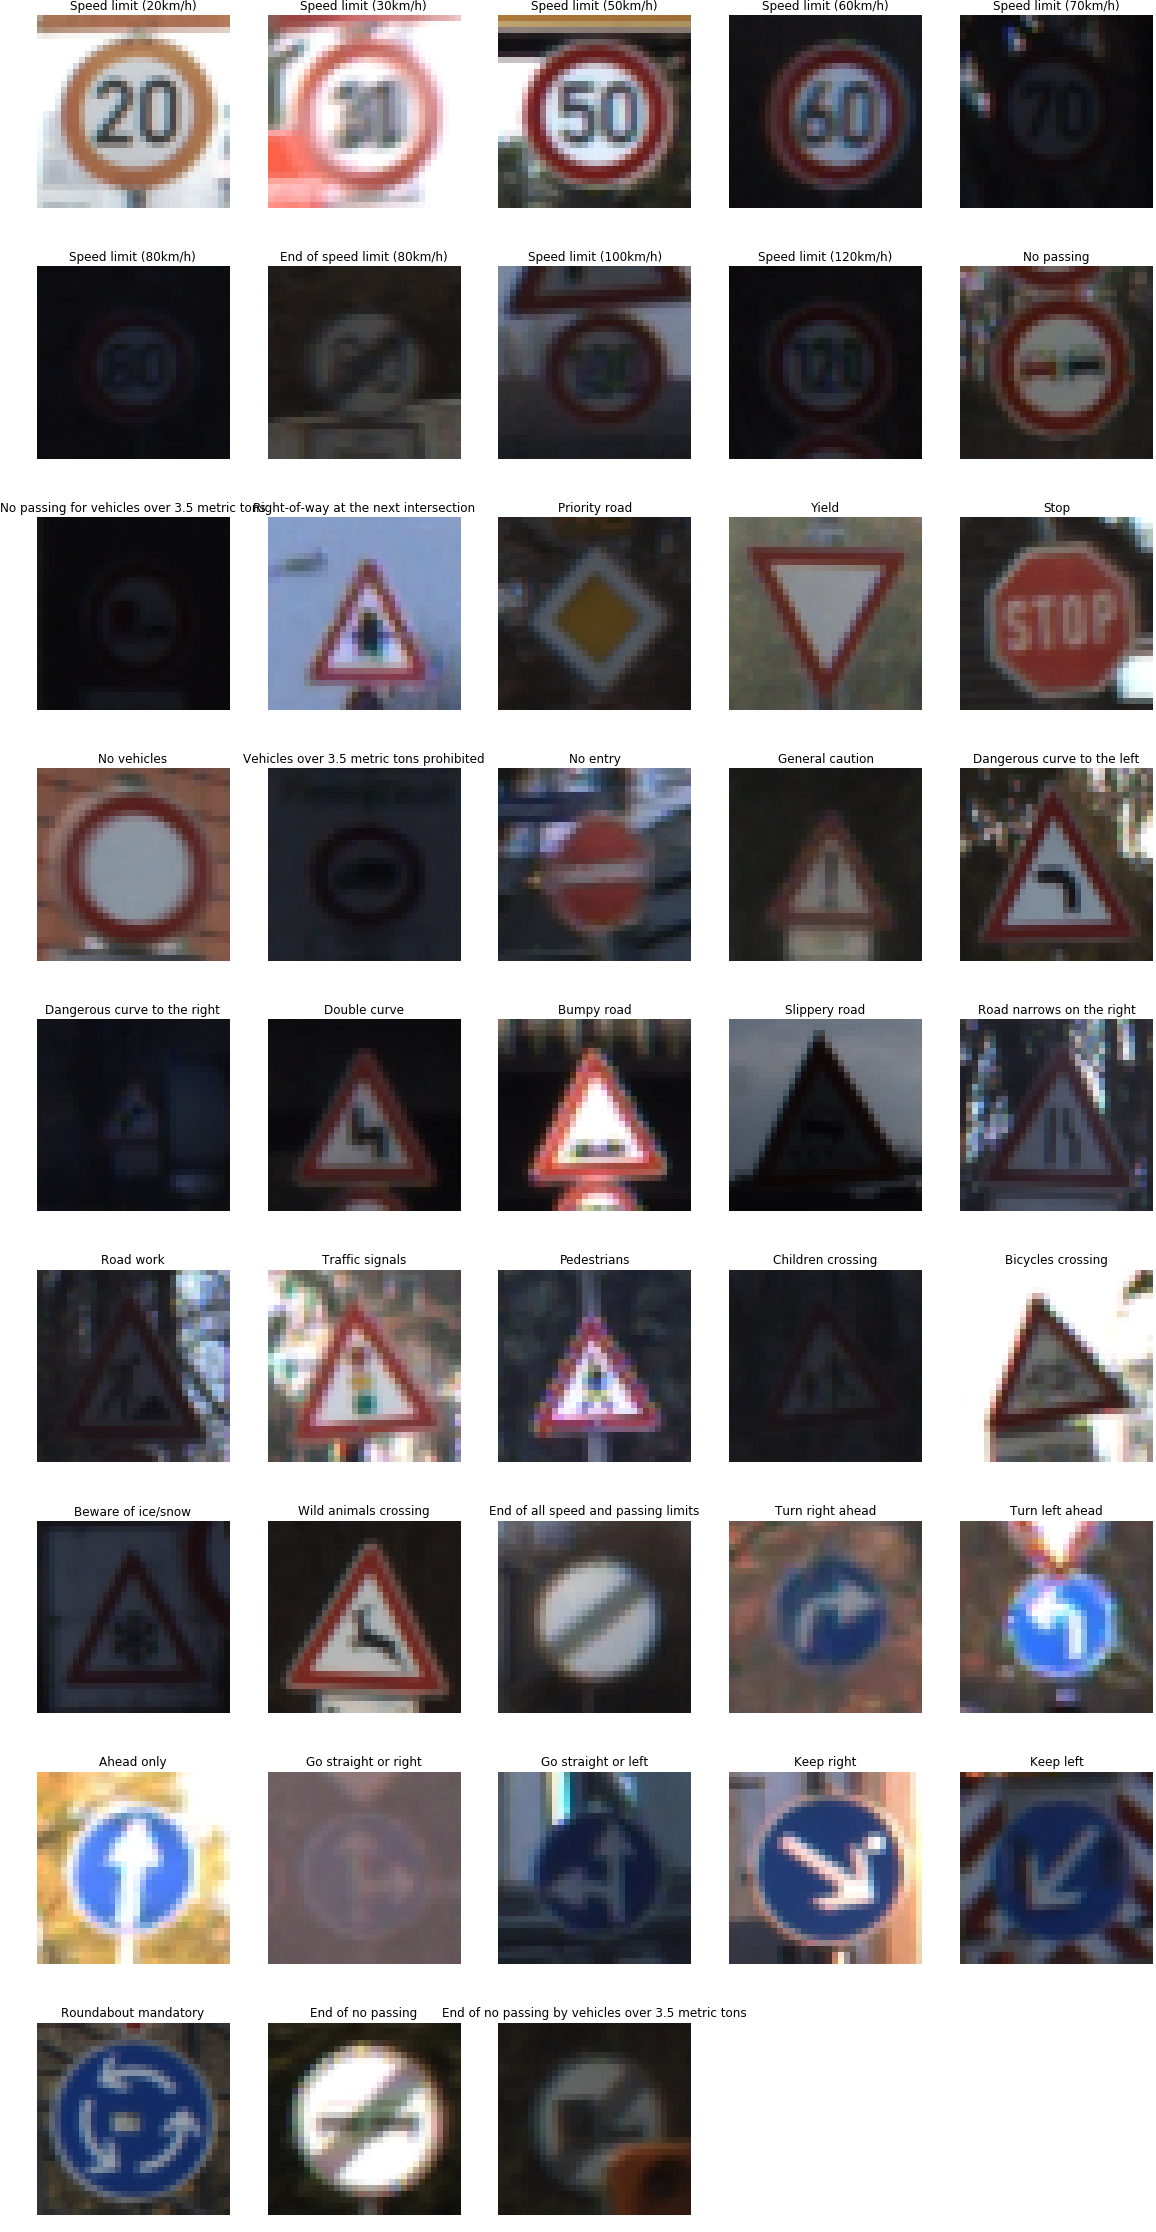 Speed limit (20km/h)
Speed limit (30km/h)
Speed limit (50km/h)
Speed limit (60km/h)
Speed limit (70km/h)
20
30
50
60
70
Speed limit (80km/h)
End of speed limit (80km/h)
Speed limit (100km/h)
Speed limit (120km/h)
No passing
80
120
No passing for vehicles over 3.5 metric tons
Right-of-way at the next intersection
Priority road
Yield
Stop
STOP
No vehicles
Vehicles over 3.5 metric tons prohibited
No entry
General caution
Dangerous curve to the left
Dangerous curve to the right
Double curve
Bumpy road
Slippery road
Road narrows on the right
Road work
Traffic signals
Pedestrians
Children crossing
Bicycles crossing
Beware of ice/snow
Wild animals crossing
End of all speed and passing limits
Turn right ahead
Turn left ahead
Ahead only
Go straight or right
Go straight or left
Keep right
Keep left
Roundabout mandatory
End of no passing
End of no passing by vehicles over 3.5 metric tons